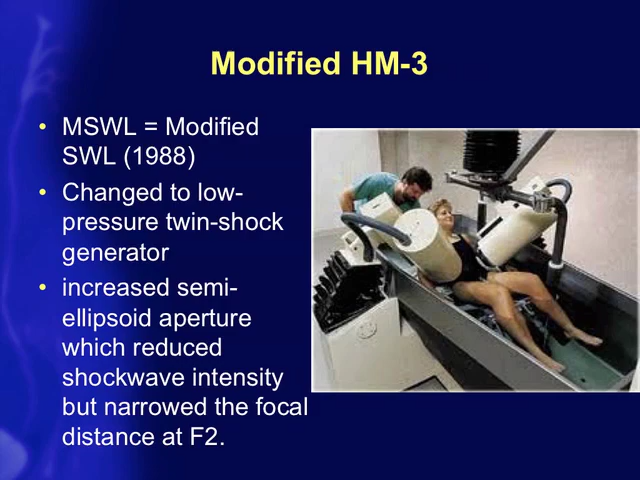 Modified HM-3
• MSWL = Modified
SWL (1988)
• Changed to low-
pressure twin-shock
generator
• increased semi-
ellipsoid aperture
which reduced
shockwave intensity
but narrowed the focal
distance at F2.